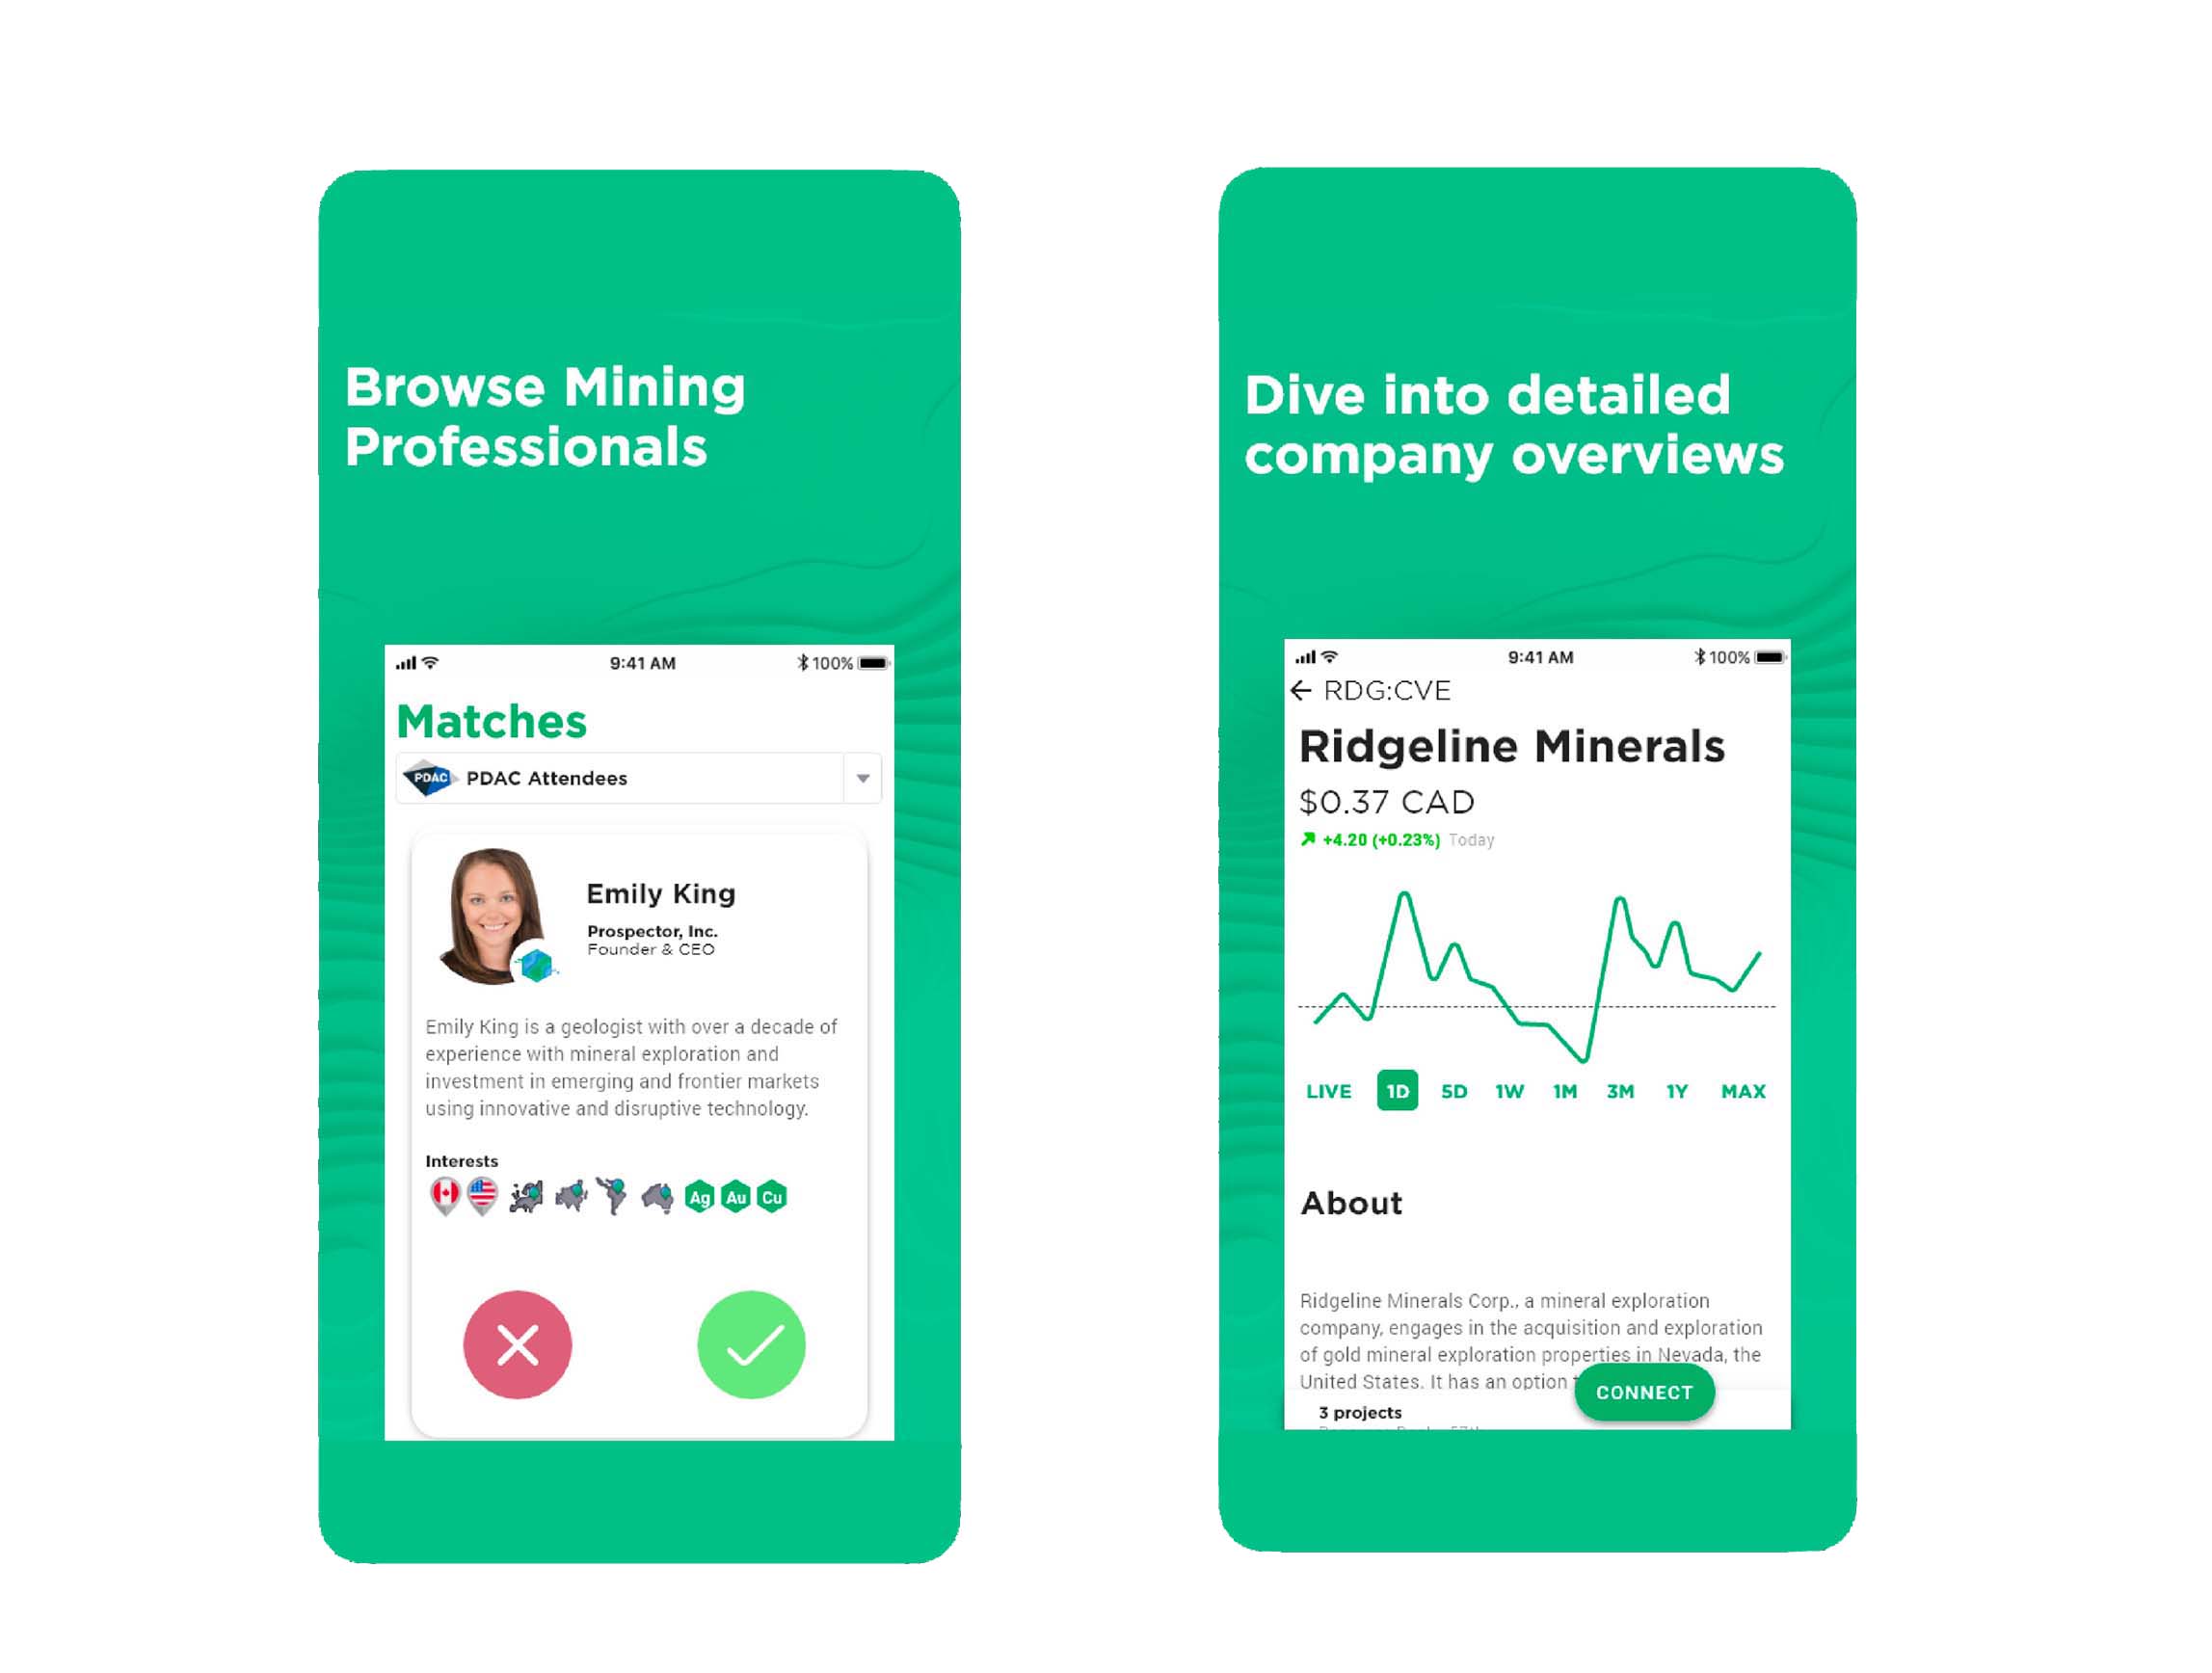 Browse Mining
Professionals
9:41 AM
100%
Matches
PDAC
PDAC Attendees
Emily King
Prospector, Inc.
Founder & CEO
Emily King is a geologist with over a decade of
experience with mineral exploration and
investment in emerging and frontier markets
using innovative and disruptive technology.
Interests
Ag Au Cu
Dive into detailed
company overviews
9:41 AM
100%
RDG:CVE
Ridgeline Minerals
$0.37 CAD
+4.20 (+0.23%) Today
LIVE 1D 5D 1W 1M 3M 1Y MAX
About
Ridgeline Minerals Corp., a mineral exploration
company, engages in the acquisition and exploration
of gold mineral exploration properties in Nevada, the
United States. It has an option
CONNECT
3 projects